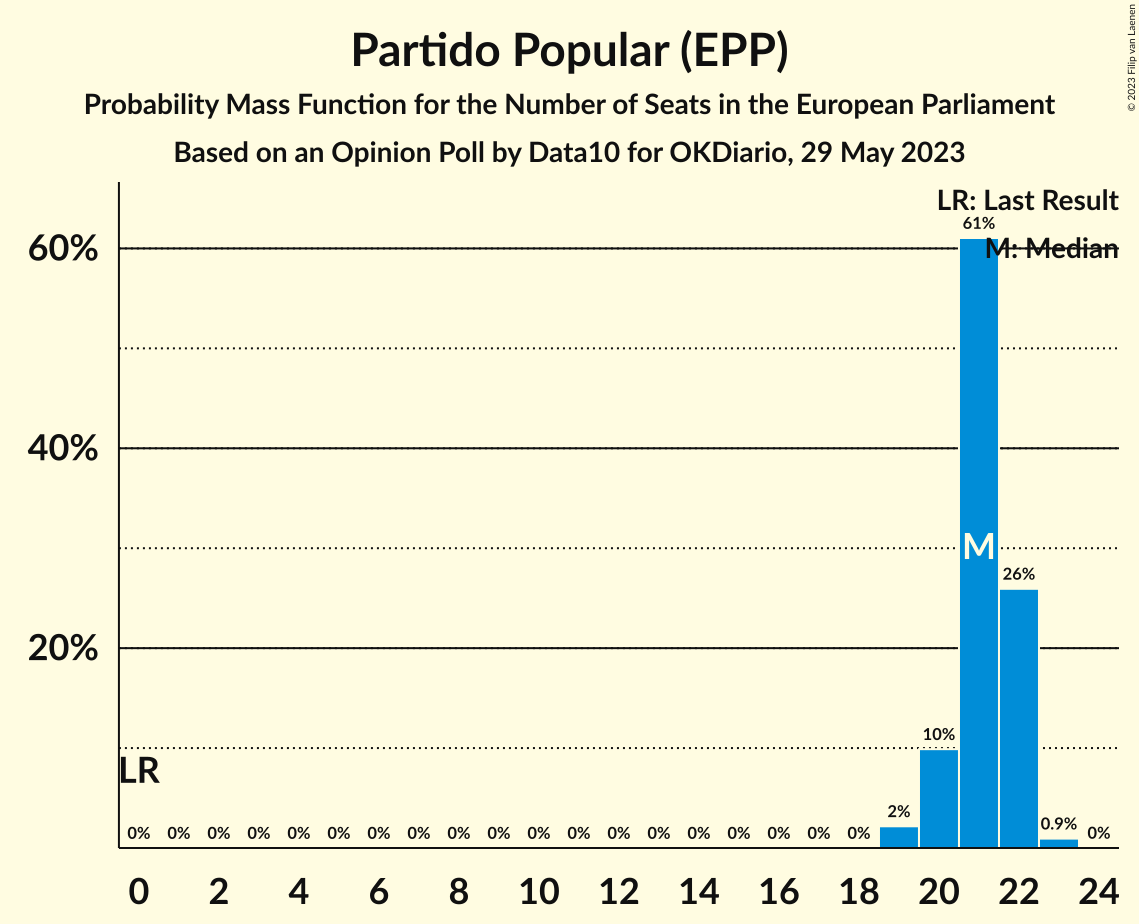 Partido Popular (EPP)
Probability Mass Function for the Number of Seats in the European Parliament
Based on an Opinion Poll by Data10 for OKDiario, 29 May 2023
© 2023 Filip van Laenen
LR: Last Result
M: Median
60%
40%
20%
61%
M
26%
10%
LR
2%
0.9%
0% 0% 0% 0% 0% 0% 0% 0% 0% 0% 0% 0% 0% 0% 0% 0% 0% 0% 0% 0%
0 2 4 6 8 10 12 14 16 18 20 22 24